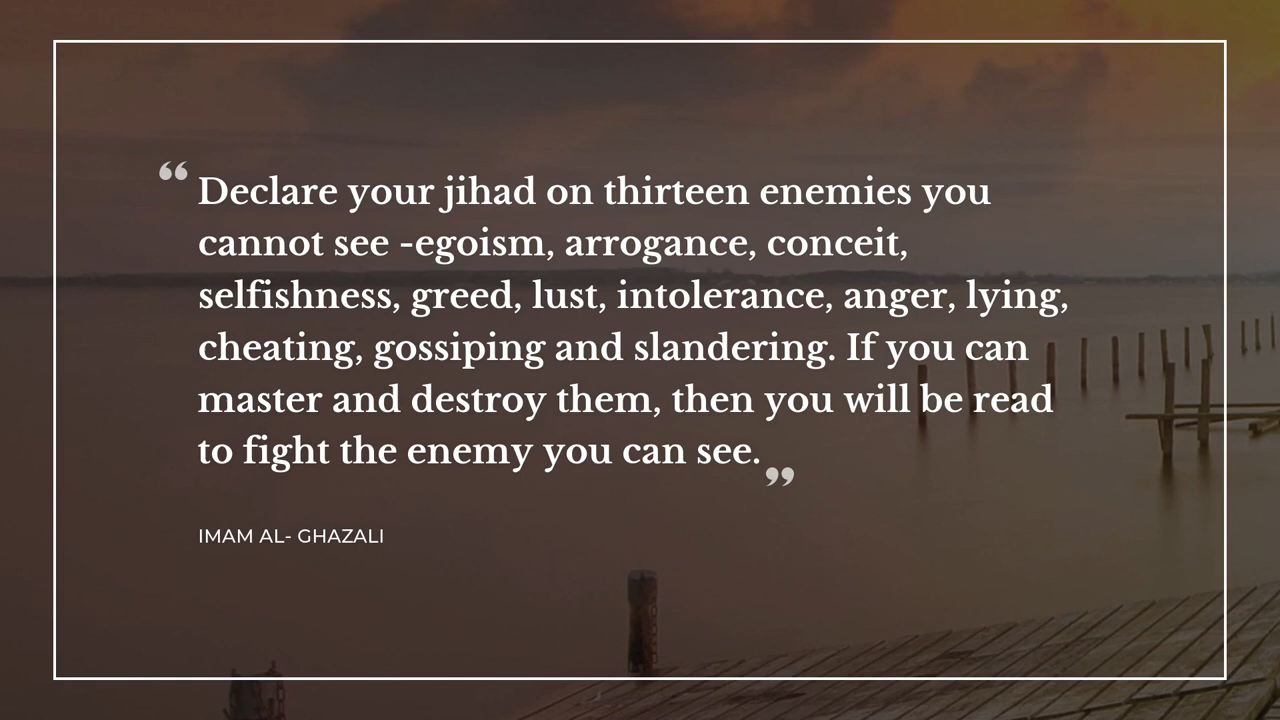 “Declare your jihad on thirteen enemies you
cannot see -egoism, arrogance, conceit,
selfishness, greed, lust, intolerance, anger, lying,
cheating, gossiping and slandering. If you can
master and destroy them, then you will be read
to fight the enemy you can see.”
IMAM AL- GHAZALI